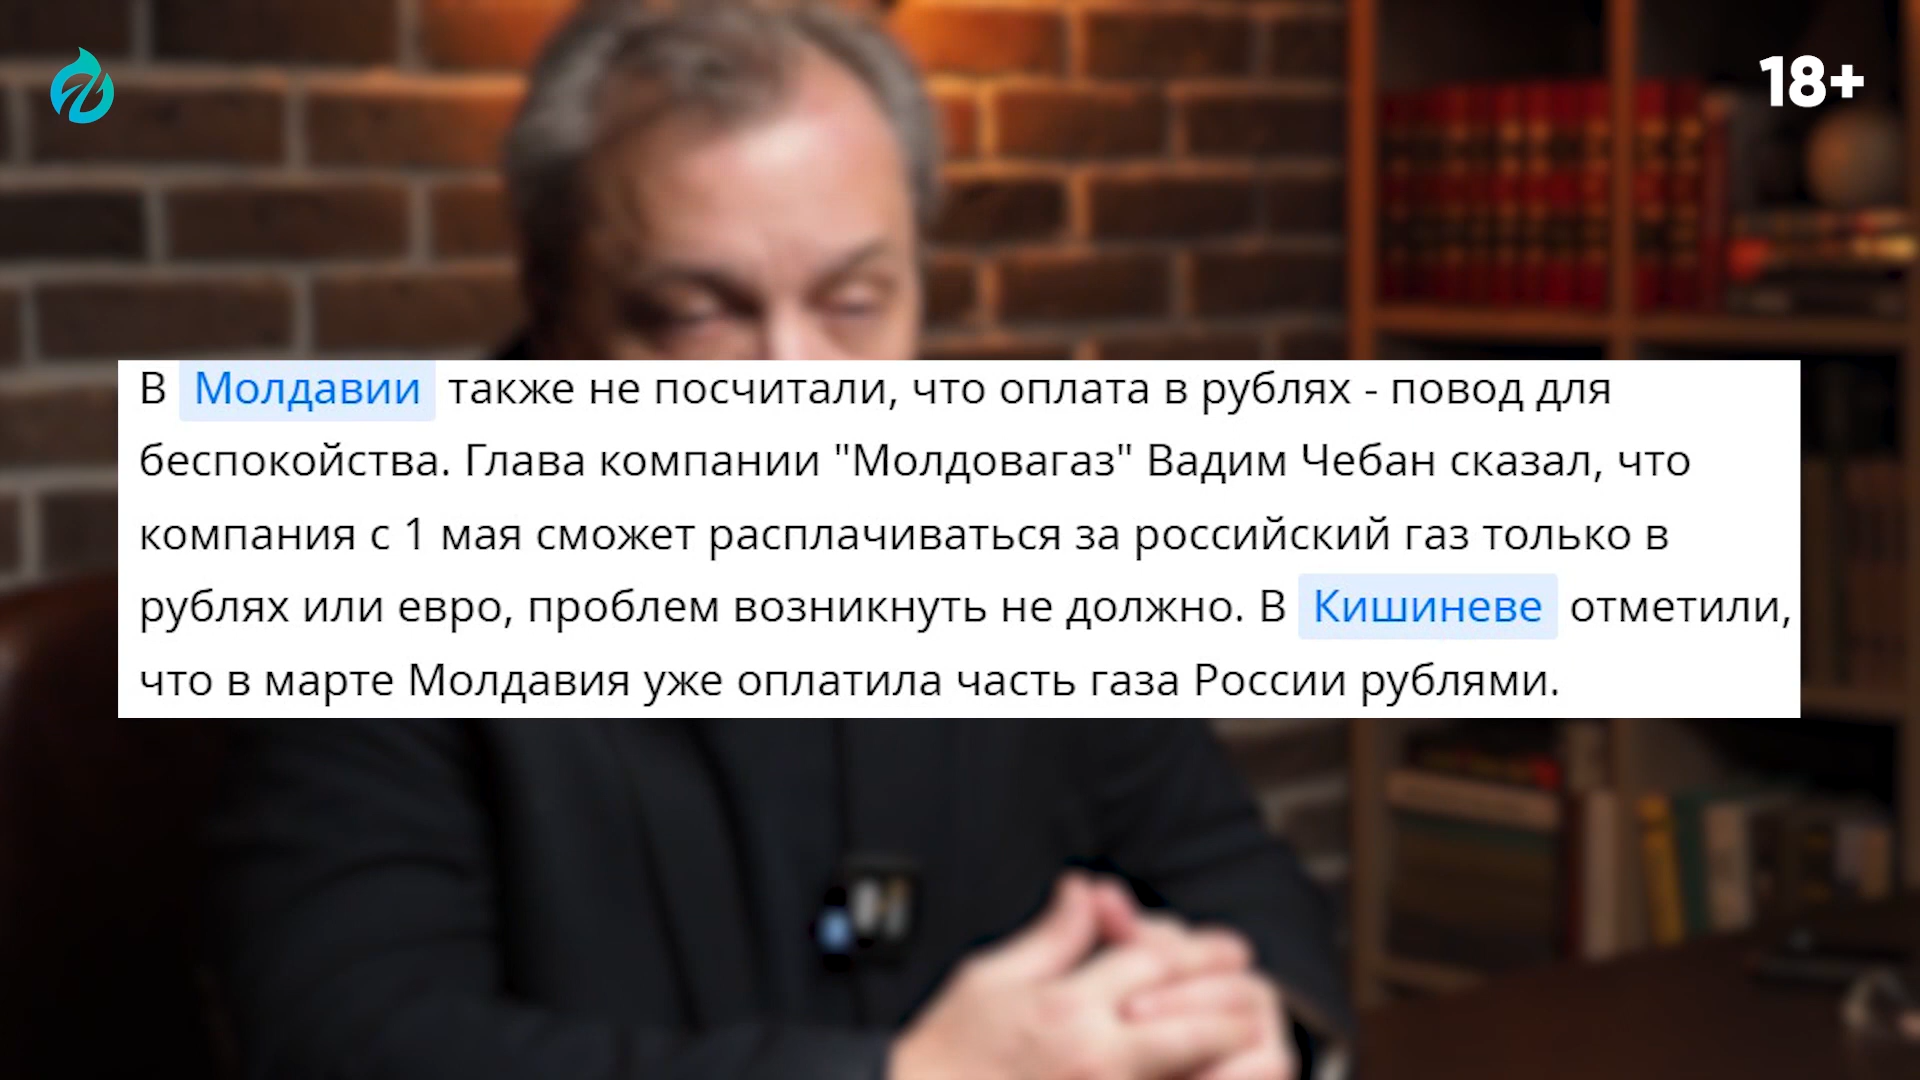 18+
В Молдавии также не посчитали, что оплата в рублях - повод для
беспокойства. Глава компании "Молдовагаз" Вадим Чебан сказал, что
компания с 1 мая сможет расплачиваться за российский газ только в
рублях или евро, проблем возникнуть не должно. В Кишиневе отметили,
что в марте Молдавия уже оплатила часть газа России рублями.